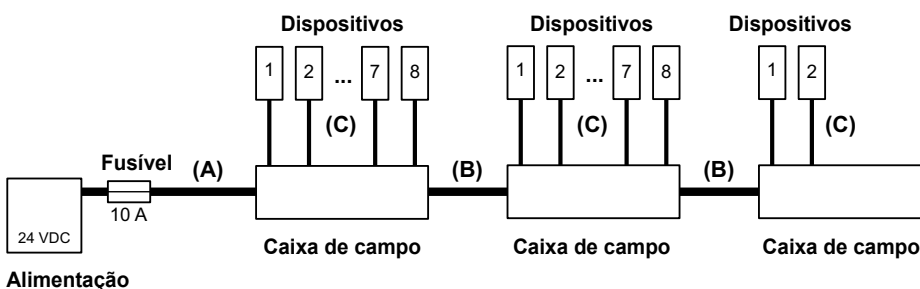 Dispositivos Dispositivos Dispositivos
1 2 ... 7 8 1 2 ... 7 8 1 2
(C) (C) (C)
Fusível (A) (B) (B)
10 A
24 VDC
Caixa de campo Caixa de campo Caixa de campo
Alimentação